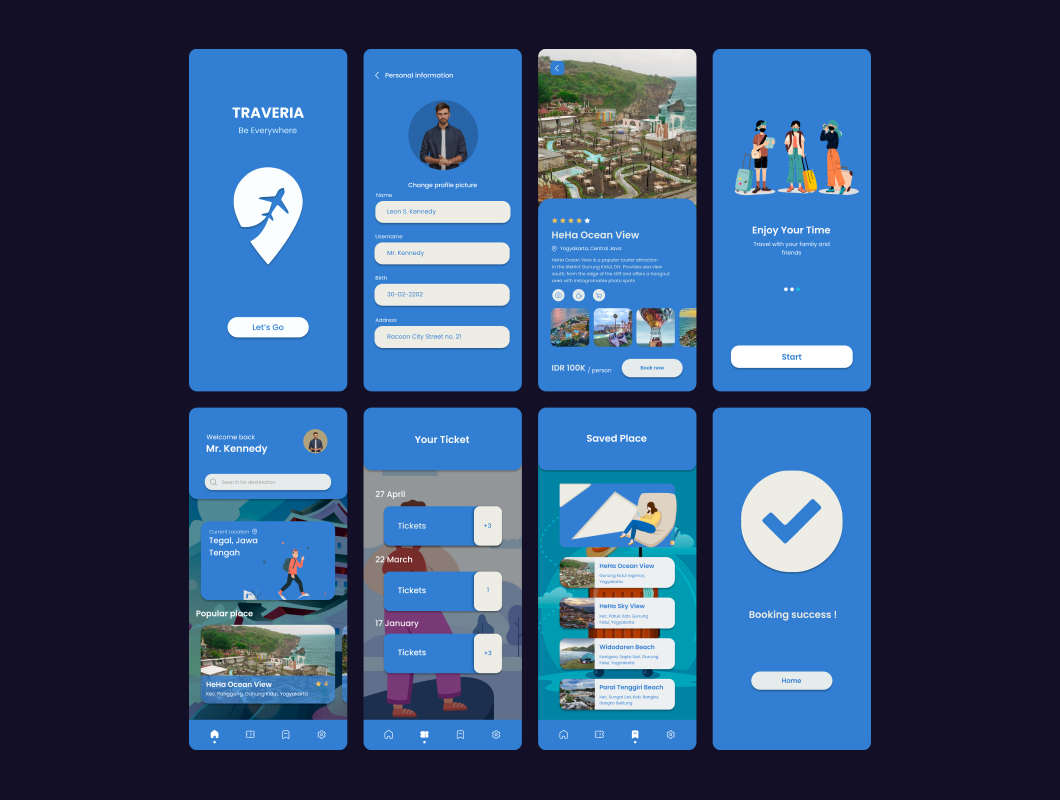 TRAVERIA
Be Everywhere
Let's Go
Personal information
Change profile picture
Name
Leon S. Kennedy
Username
Mr. Kennedy
Birth
30-02-2202
Address
Racoon City Street no. 21
HeHa Ocean View
Yogyakarta, Central Java
HeHa Ocean View is a popular tourist attraction
in the district Gunung Kidul, DIY. Provides sea view
south, from the edge of the cliff and offers a hangout
area with Instagramable photo spots
IDR 100K / person
Book now
Enjoy Your Time
Travel with your family and
friends
Start
Welcome back
Mr. Kennedy
Search for destination
Current Location
Tegal, Jawa
Tengah
Popular place
HeHa Ocean View
4
Kec. Panggang, Gunung Kidul, Yogyakarta
Your Ticket
27 April
Tickets
+3
22 March
Tickets
1
17 January
Tickets
+3
Saved Place
HeHa Ocean View
Gunung Kidul regency,
Yogyakarta
HeHa Sky View
Kec. Patuk, Kab. Gunung
Kidul, Yogyakarta
Widodaren Beach
Kanigoro, Sapto Sari, Gunung
Kidul, Yogyakarta
Parai Tenggiri Beach
Kec. Sungai Liat, Kab. Bangka,
Bangka Belitung
Booking success !
Home